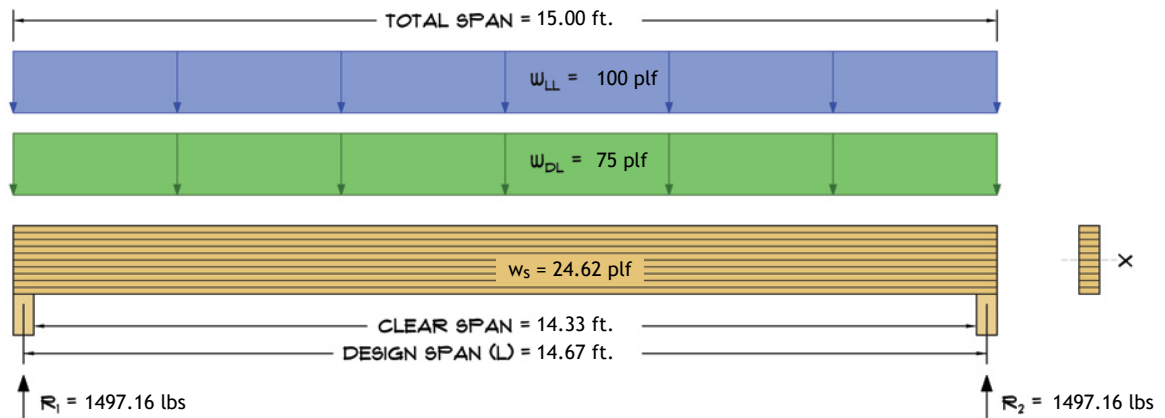 TOTAL SPAN = 15.00 ft.
WLL = 100 plf
WDL = 75 plf
ws = 24.62 plf
X
CLEAR SPAN = 14.33 ft.
DESIGN SPAN (L) = 14.67 ft.
R1 = 1497.16 lbs
R2 = 1497.16 lbs